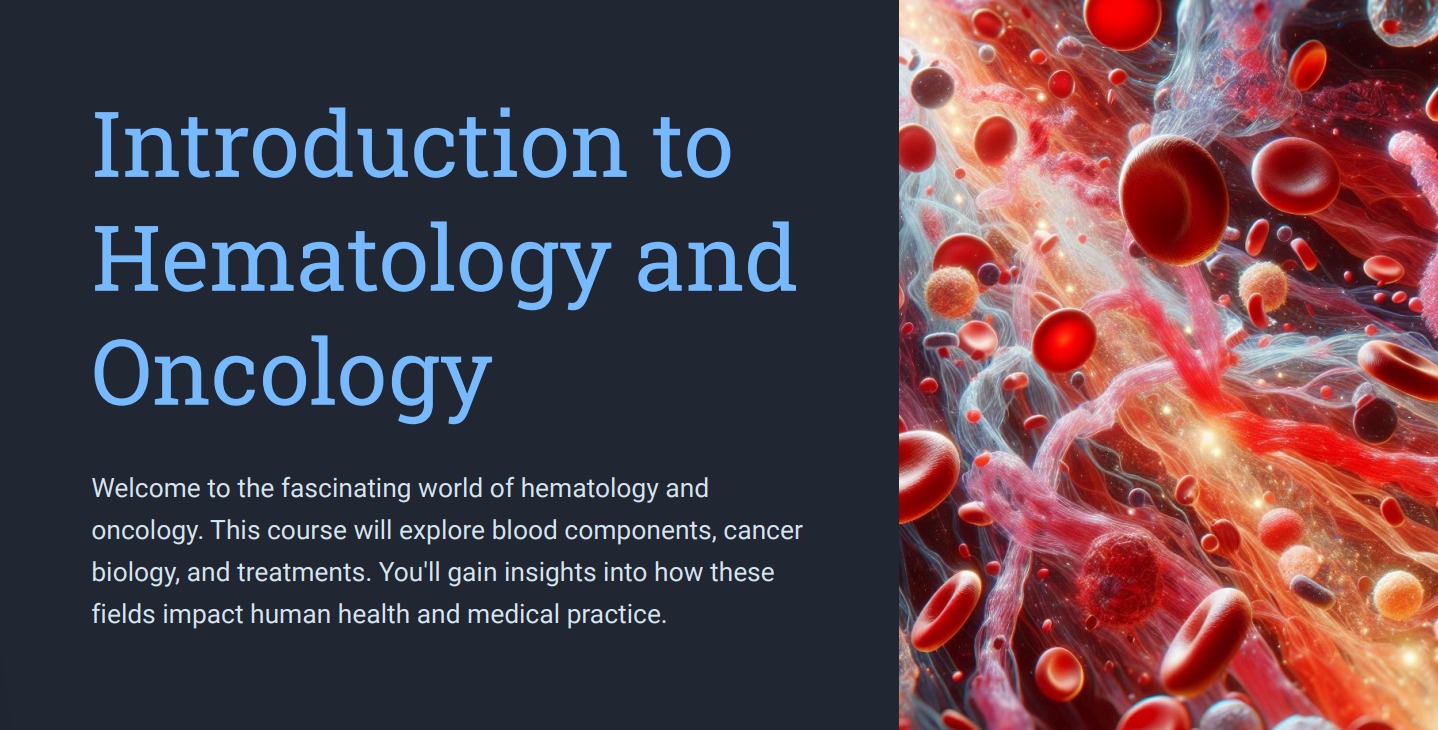 Introduction to
Hematology and
Oncology
Welcome to the fascinating world of hematology and
oncology. This course will explore blood components, cancer
biology, and treatments. You'll gain insights into how these
fields impact human health and medical practice.